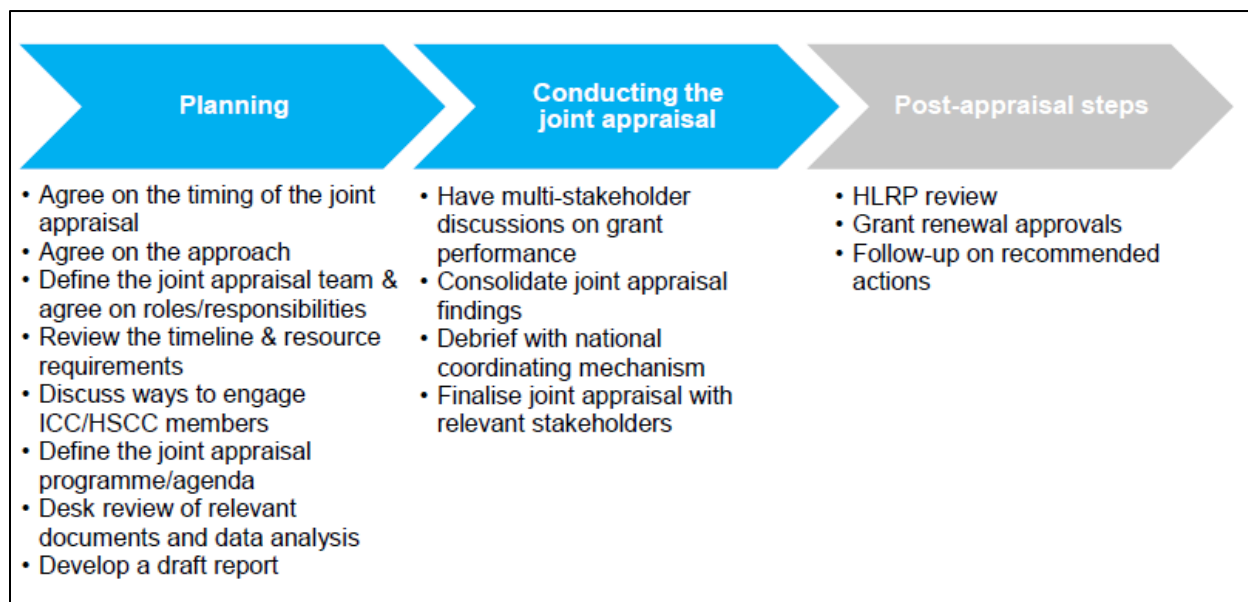 Planning
• Agree on the timing of the joint
appraisal
• Agree on the approach
• Define the joint appraisal team &
agree on roles/responsibilities
• Review the timeline & resource
requirements
• Discuss ways to engage
ICC/HSCC members
• Define the joint appraisal
programme/agenda
• Desk review of relevant
documents and data analysis
• Develop a draft report
Conducting the
joint appraisal
• Have multi-stakeholder
discussions on grant
performance
• Consolidate joint appraisal
findings
• Debrief with national
coordinating mechanism
• Finalise joint appraisal with
relevant stakeholders
Post-appraisal steps
• HLRP review
• Grant renewal approvals
• Follow-up on recommended
actions